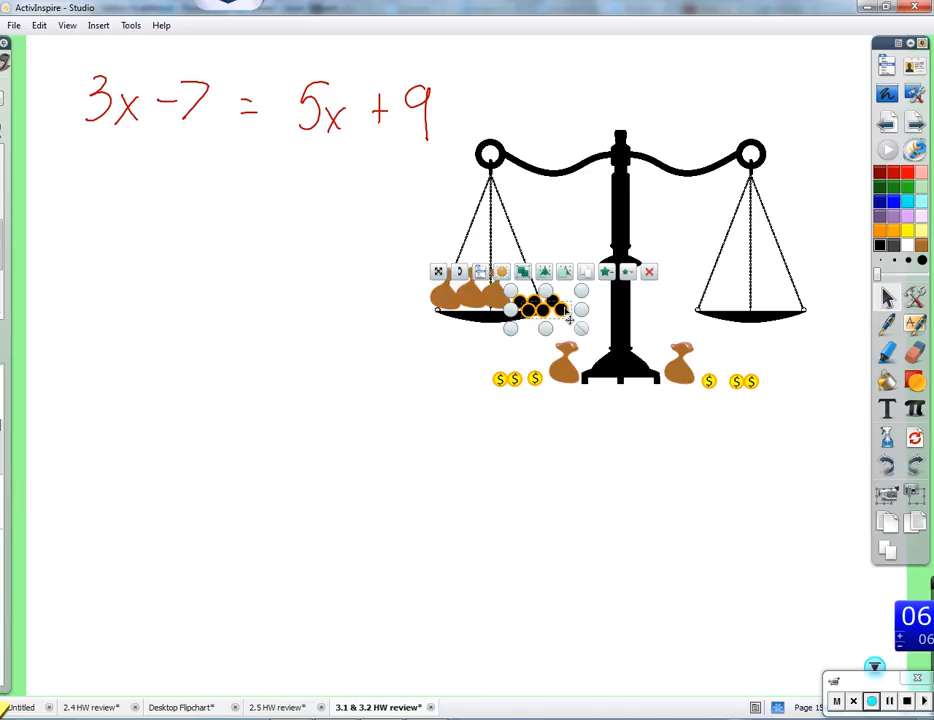 ActivInspire - Studio
File Edit View Insert Tools Help
3x - 7 = 5x + 9
$ $ $ $ $ $
T π
06
06
Untitled 2.4 HW review* Desktop Flipchart* 2.5 HW review* 3.1 & 3.2 HW review* Page 15
M